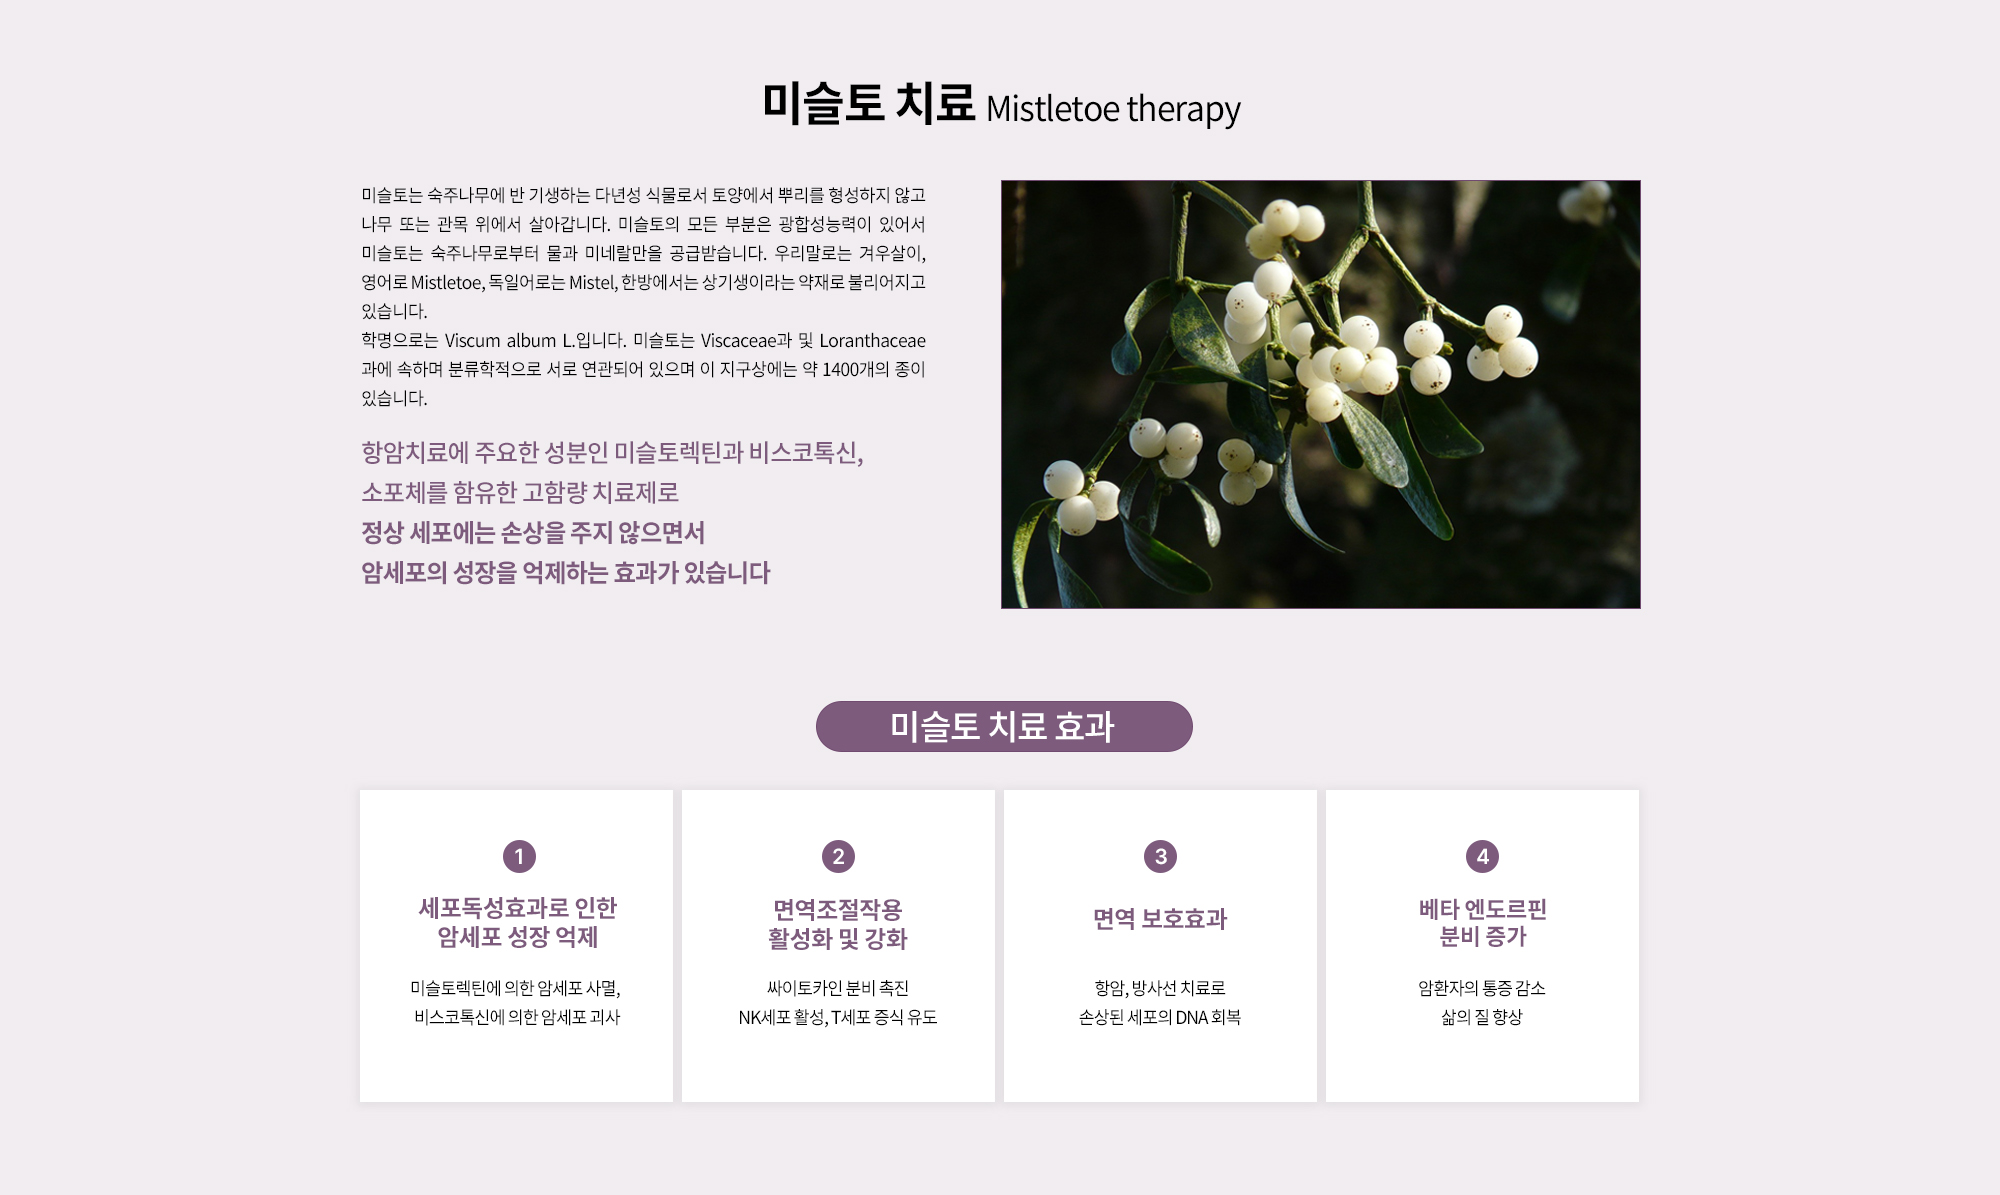 미슬토 치료 Mistletoe therapy
미슬토는 숙주나무에 반 기생하는 다년성 식물로서 토양에서 뿌리를 형성하지 않고
나무 또는 관목 위에서 살아갑니다. 미슬토의 모든 부분은 광합성능력이 있어서
미슬토는 숙주나무로부터 물과 미네랄만을 공급받습니다. 우리말로는 겨우살이,
영어로 Mistletoe, 독일어로는 Mistel, 한방에서는 상기생이라는 약재로 불리어지고
있습니다.
학명으로는 Viscum album L.입니다. 미슬토는 Viscaceae과 및 Loranthaceae
과에 속하며 분류학적으로 서로 연관되어 있으며 이 지구상에는 약 1400개의 종이
있습니다.
항암치료에 주요한 성분인 미슬토렉틴과 비스코톡신,
소포체를 함유한 고함량 치료제로
정상 세포에는 손상을 주지 않으면서
암세포의 성장을 억제하는 효과가 있습니다
미슬토 치료 효과
1
세포독성효과로 인한
암세포 성장 억제
미슬토렉틴에 의한 암세포 사멸,
비스코톡신에 의한 암세포 괴사
2
면역조절작용
활성화 및 강화
싸이토카인 분비 촉진
NK세포 활성, T세포 증식 유도
3
면역 보호효과
항암, 방사선 치료로
손상된 세포의 DNA 회복
4
베타 엔도르핀
분비 증가
암환자의 통증 감소
삶의 질 향상